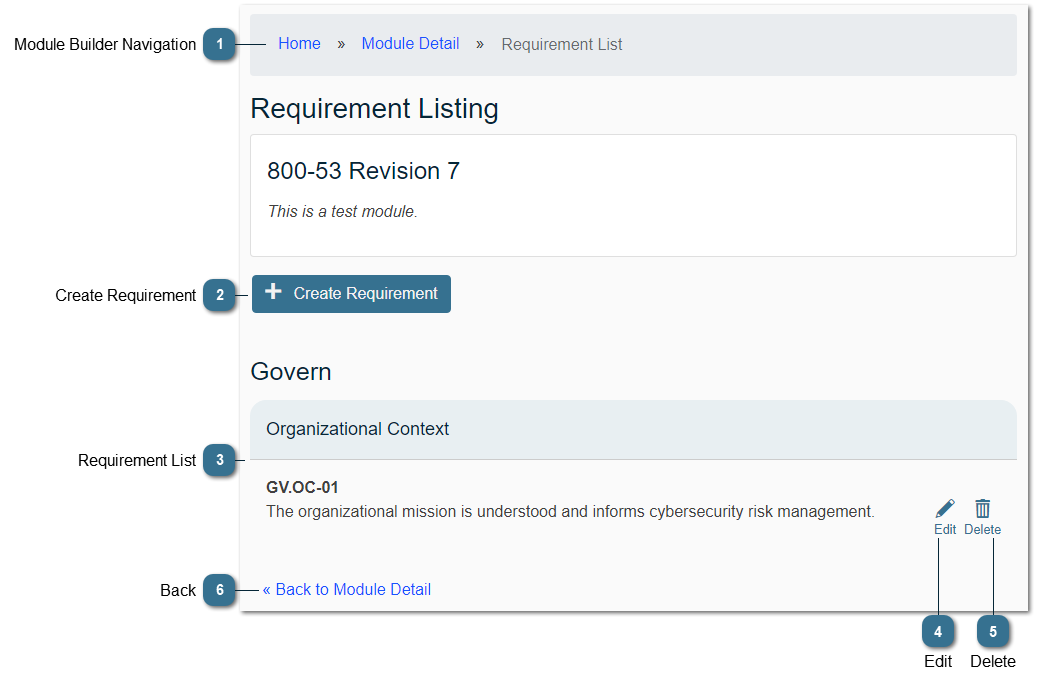 Module Builder Navigation 1 Home » Module Detail » Requirement List
Requirement Listing
800-53 Revision 7
This is a test module.
Create Requirement 2 Create Requirement
Govern
Organizational Context
Requirement List 3
GV.OC-01
The organizational mission is understood and informs cybersecurity risk management.
Edit Delete
Back 6 « Back to Module Detail
4 5
Edit Delete